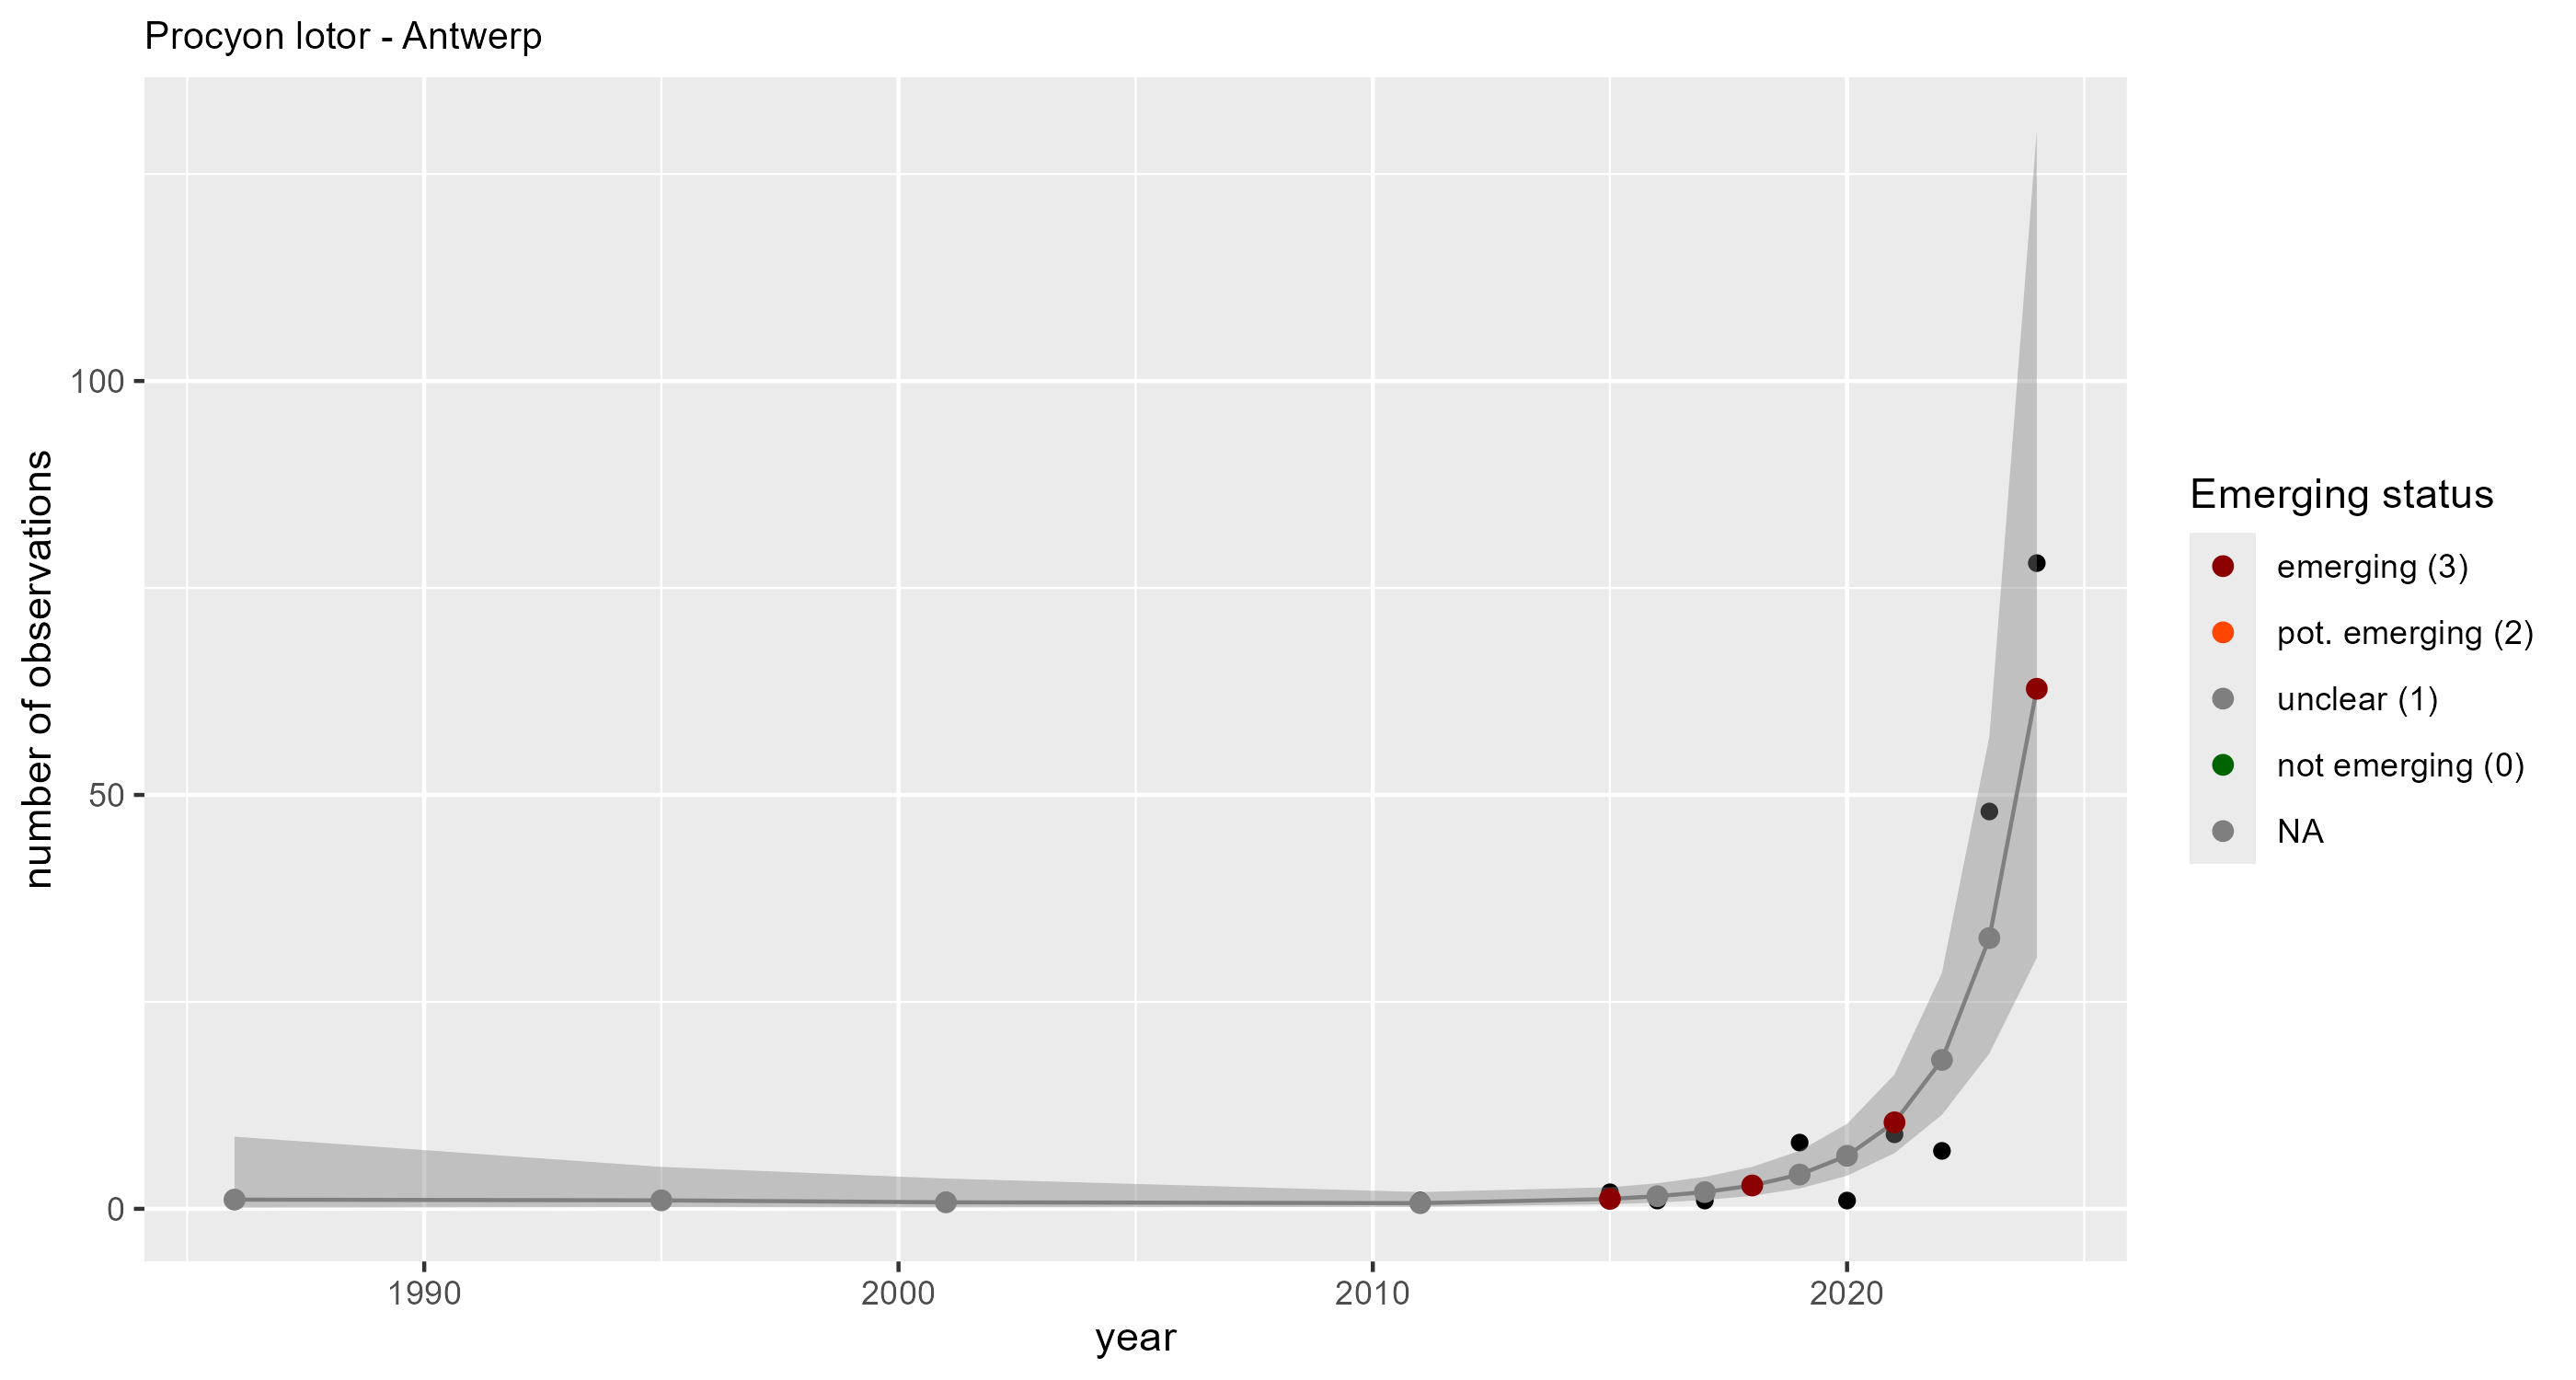 Procyon lotor - Antwerp
number of observations
100
50
0
1990
2000
2010
2020
year
Emerging status
emerging (3)
pot. emerging (2)
unclear (1)
not emerging (0)
NA